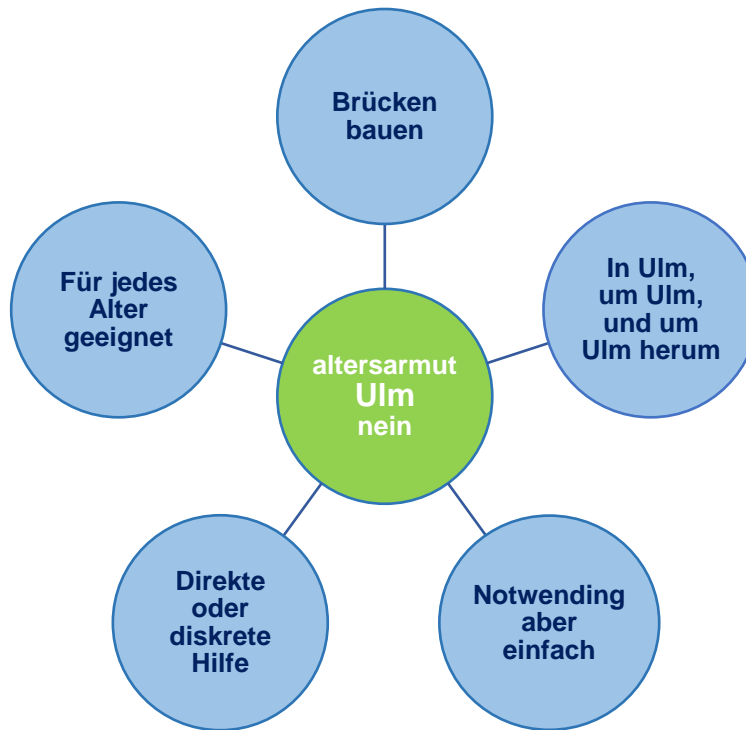 Brücken
bauen
Für jedes
Alter
geeignet
In Ulm,
um Ulm,
und um
Ulm herum
altersarmut
Ulm
nein
Direkte
oder
diskrete
Hilfe
Notwending
aber
einfach